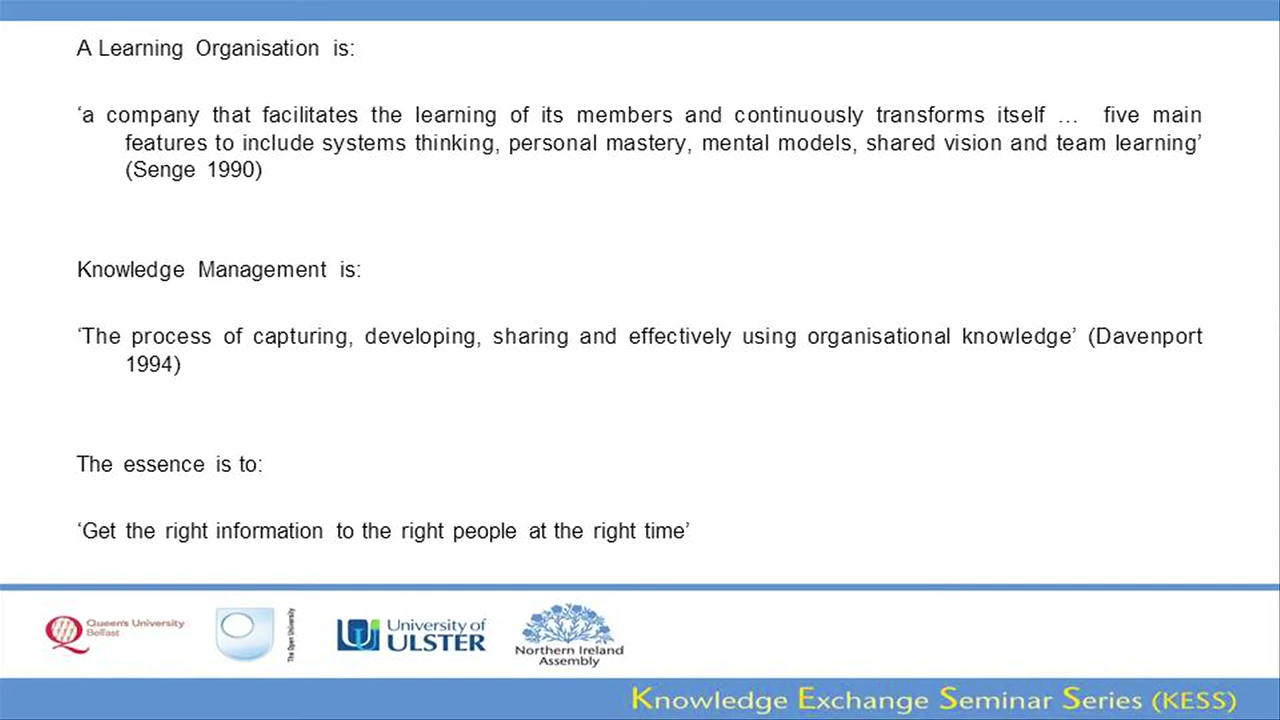 A Learning Organisation is:
‘a company that facilitates the learning of its members and continuously transforms itself … five main
features to include systems thinking, personal mastery, mental models, shared vision and team learning’
(Senge 1990)
Knowledge Management is:
‘The process of capturing, developing, sharing and effectively using organisational knowledge’ (Davenport
1994)
The essence is to:
‘Get the right information to the right people at the right time’
Queen's University
Belfast
The Open University
University of
ULSTER
Northern Ireland
Assembly
Knowledge Exchange Seminar Series (KESS)